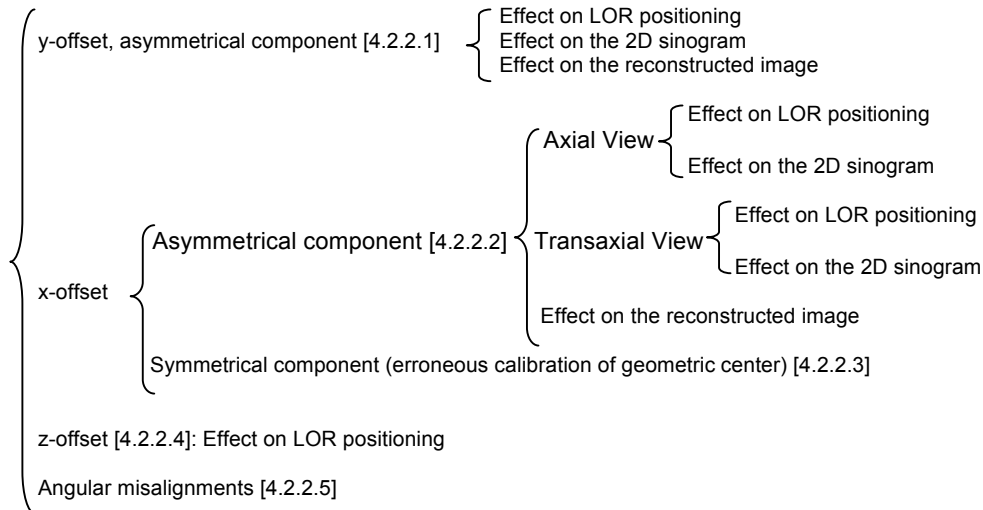 y-offset, asymmetrical component [4.2.2.1]
Effect on LOR positioning
Effect on the 2D sinogram
Effect on the reconstructed image
x-offset
Asymmetrical component [4.2.2.2]
Axial View
Effect on LOR positioning
Effect on the 2D sinogram
Transaxial View
Effect on LOR positioning
Effect on the 2D sinogram
Effect on the reconstructed image
Symmetrical component (erroneous calibration of geometric center) [4.2.2.3]
z-offset [4.2.2.4]: Effect on LOR positioning
Angular misalignments [4.2.2.5]